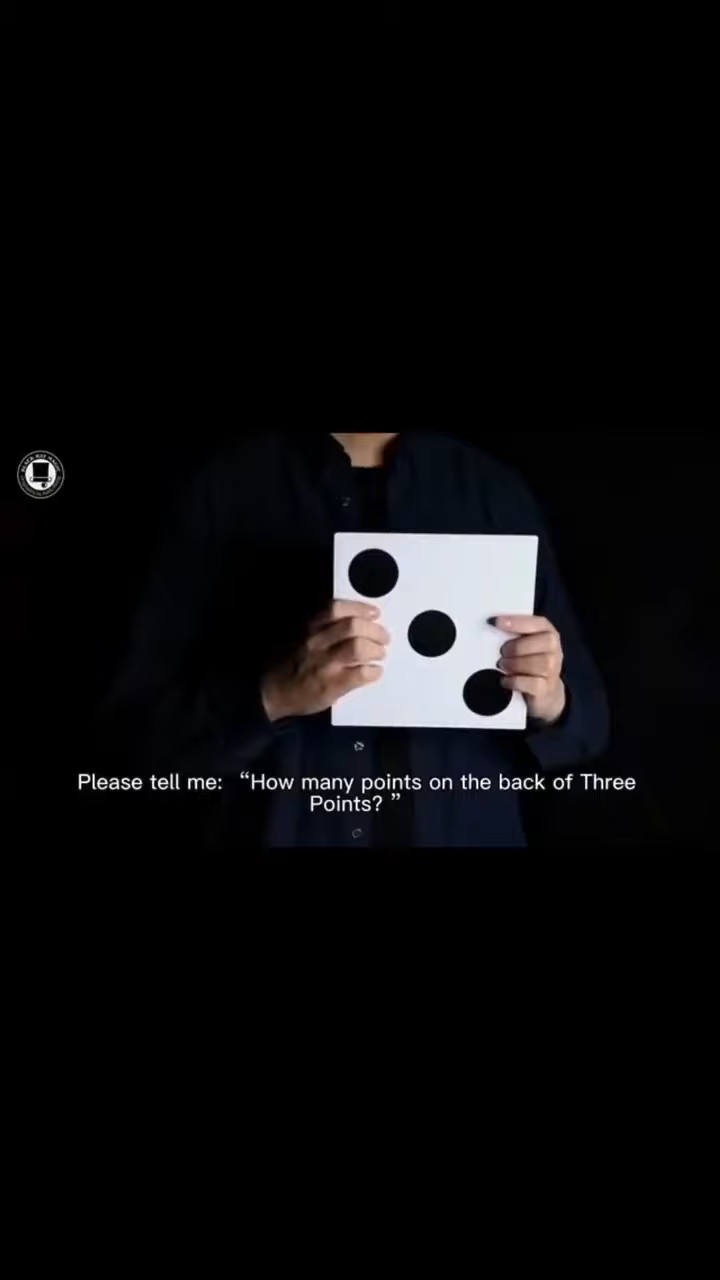 Please tell me: “How many points on the back of Three
Points? ”